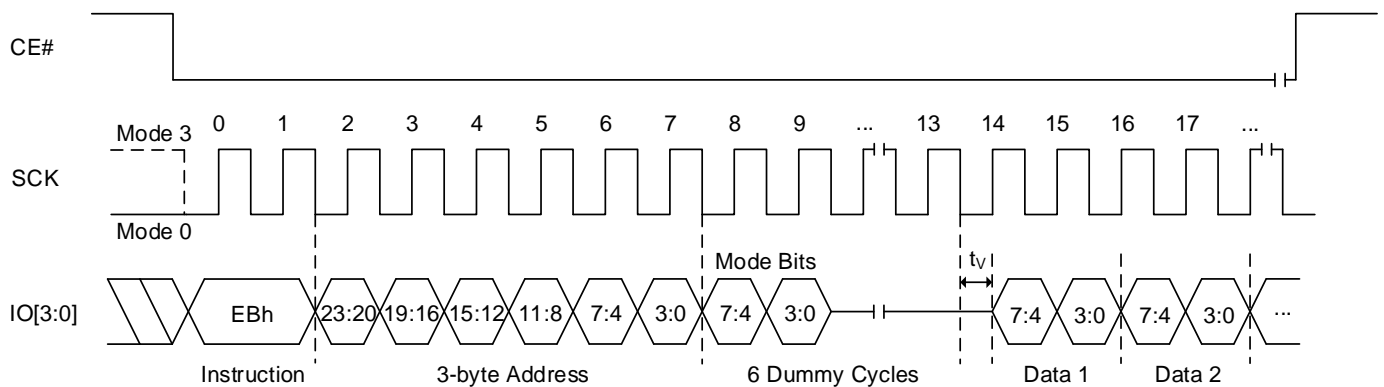 CE#
Mode 3 0 1 2 3 4 5 6 7 8 9 ... 13 14 15 16 17 ...
SCK
Mode 0
Mode Bits tV
IO[3:0] EBh 23:20 19:16 15:12 11:8 7:4 3:0 7:4 3:0 7:4 3:0 7:4 3:0 ...
Instruction 3-byte Address 6 Dummy Cycles Data 1 Data 2